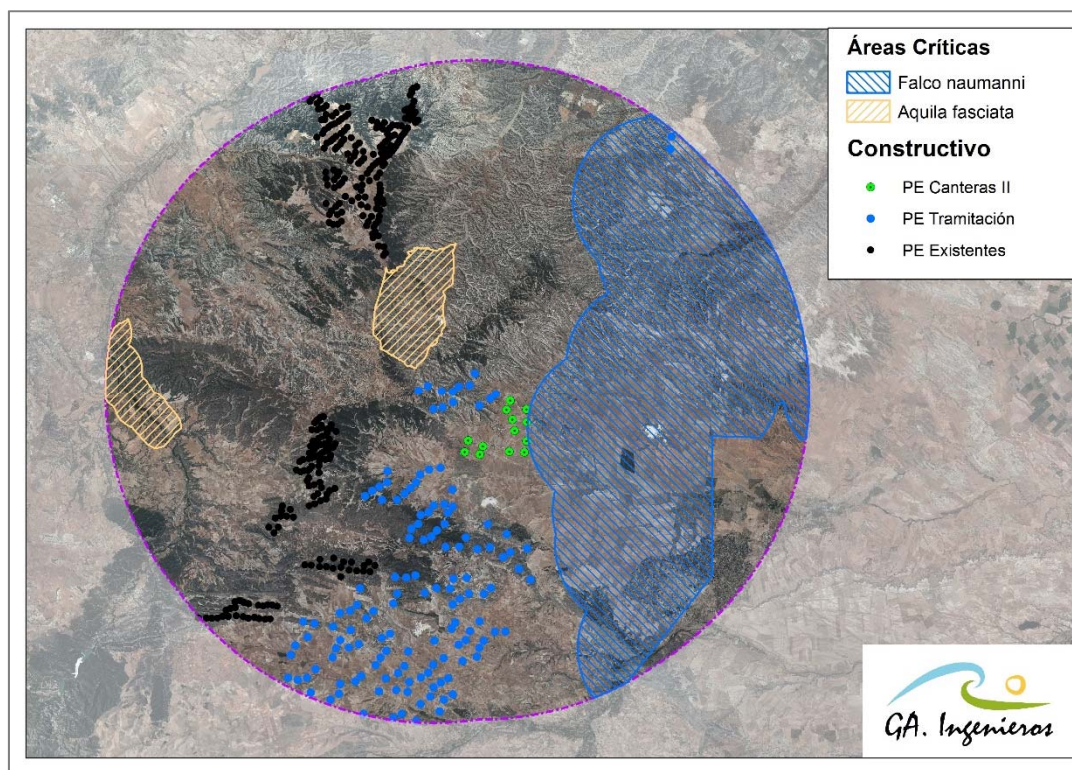 Áreas Críticas
Falco naumanni
Aquila fasciata
Constructivo
PE Canteras II
PE Tramitación
PE Existentes
GA. Ingenieros